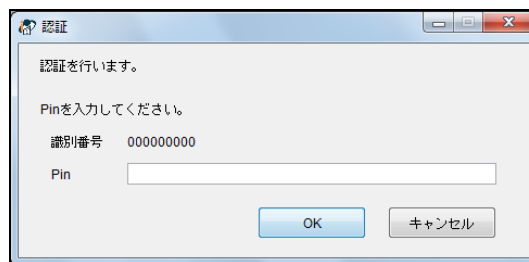 認証
認証を行います。
Pinを入力してください。
識別番号 000000000
Pin
OK キャンセル